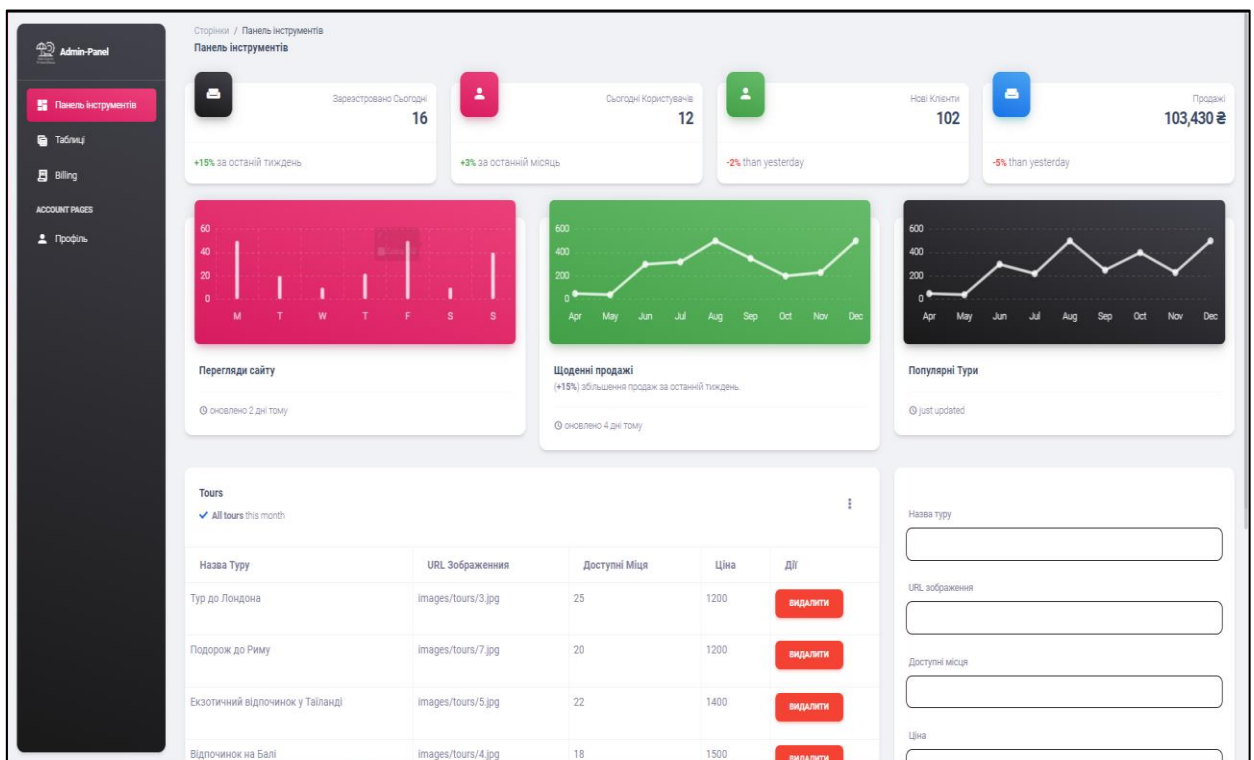 Admin-Panel
Панель інструментів
Таблиці
Billing
ACCOUNT PAGES
Профіль
Сторінки / Панель інструментів
Панель інструментів
Зареєстровано Сьогодні
16
+15% за останій тиждень
Сьогодні Користувачів
12
+3% за останній місяць
Нові Клієнти
102
-2% than yesterday
Продажі
103,430 ₴
-5% than yesterday
60
40
20
0
M T W T F S S
Перегляди сайту
оновлено 2 дні тому
600
400
200
0
Apr May Jun Jul Aug Sep Oct Nov Dec
Щоденні продажі
(+15%) збільшення продаж за останній тиждень.
оновлено 4 дні тому
600
400
200
0
Apr May Jun Jul Aug Sep Oct Nov Dec
Популярні Тури
just updated
Tours
All tours this month
Назва Туру URL Зображенния Доступні Міця Ціна Дії
Тур до Лондона images/tours/3.jpg 25 1200 ВИДАЛИТИ
Подорож до Риму images/tours/7.jpg 20 1200 ВИДАЛИТИ
Екзотичний відпочинок у Таїланді images/tours/5.jpg 22 1400 ВИДАЛИТИ
Відпочинок на Балі images/tours/4.jpg 18 1500 ВИДАЛИТИ
Назва туру
URL зображення
Доступні місця
Ціна